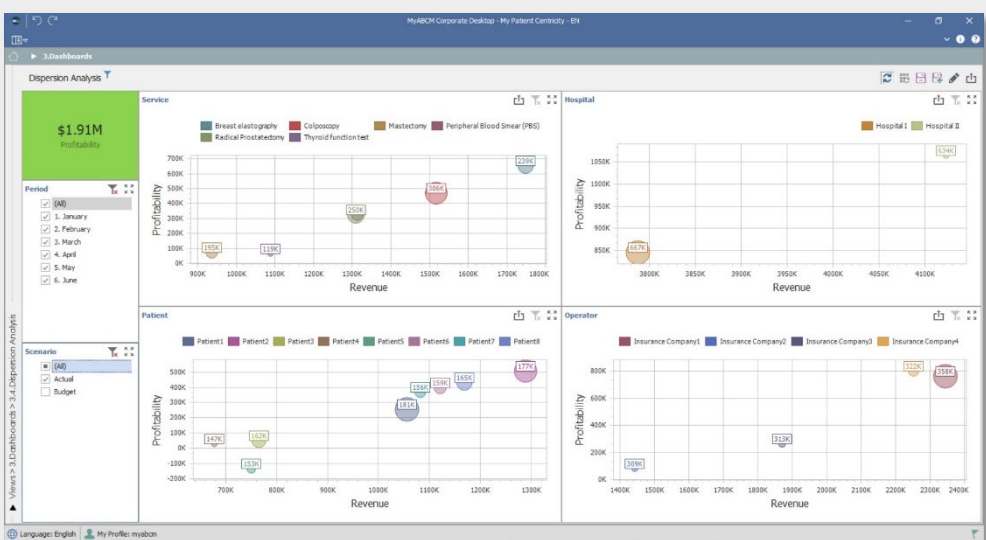 MyABCM Corporate Desktop - My Patient Centricity - EN
3.Dashboards
Dispersion Analysis
$1.91M
Profitability
Period
(All)
1. January
2. February
3. March
4. April
5. May
6. June
Scenario
(All)
Actual
Budget
Service
Breast elastography Colposcopy Mastectomy Peripheral Blood Smear (PBS)
Radical Prostatectomy Thyroid function test
Profitability
700K
600K
500K
400K
300K
200K
100K
0K
239K
306K
250K
195K
119K
900K 1000K 1100K 1200K 1300K 1400K 1500K 1600K 1700K 1800K
Revenue
Hospital
Hospital I Hospital II
Profitability
1050K
1000K
950K
900K
850K
634K
667K
3800K 3850K 3900K 3950K 4000K 4050K 4100K
Revenue
Patient
Patient1 Patient2 Patient3 Patient4 Patient5 Patient6 Patient7 Patient8
Profitability
500K
400K
300K
200K
100K
0K
-100K
-200K
177K
165K
159K
158K
181K
147K
162K
153K
700K 800K 900K 1000K 1100K 1200K 1300K
Revenue
Operator
Insurance Company1 Insurance Company2 Insurance Company3 Insurance Company4
Profitability
800K
600K
400K
200K
0K
322K
358K
313K
309K
1400K 1500K 1600K 1700K 1800K 1900K 2000K 2100K 2200K 2300K 2400K
Revenue
Views > 3.Dashboards > 3.4.Dispersion Analysis
Language: English My Profile: myabcm